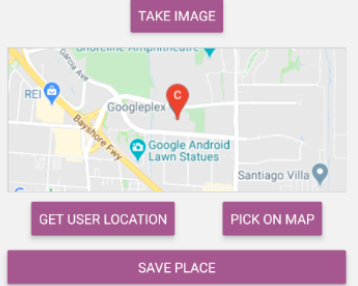 TAKE IMAGE
Shoreline Amphitheatre
Garcia Ave
REI
C
Googleplex
Bayshore Fwy
Google Android
Lawn Statues
Santiago Villa
GET USER LOCATION
PICK ON MAP
SAVE PLACE